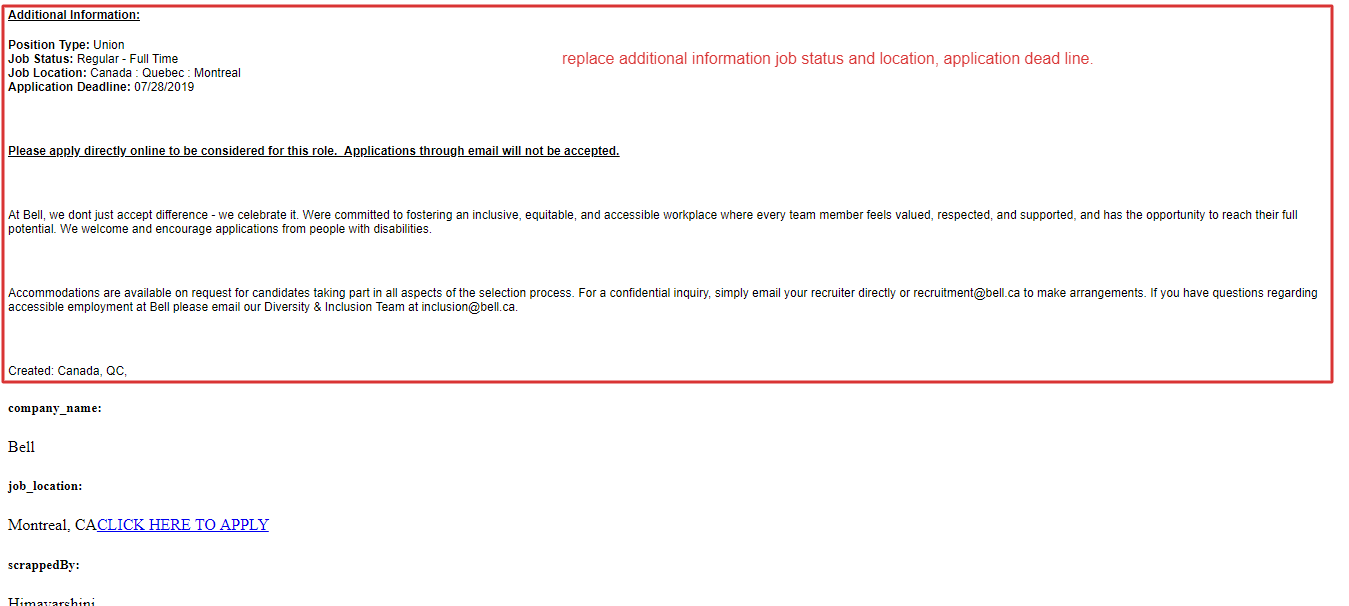 Additional Information:
Position Type: Union
Job Status: Regular - Full Time
replace additional information job status and location, application dead line.
Job Location: Canada : Quebec : Montreal
Application Deadline: 07/28/2019
Please apply directly online to be considered for this role.  Applications through email will not be accepted.
At Bell, we dont just accept difference - we celebrate it. Were committed to fostering an inclusive, equitable, and accessible workplace where every team member feels valued, respected, and supported, and has the opportunity to reach their full
potential. We welcome and encourage applications from people with disabilities.
Accommodations are available on request for candidates taking part in all aspects of the selection process. For a confidential inquiry, simply email your recruiter directly or recruitment@bell.ca to make arrangements. If you have questions regarding
accessible employment at Bell please email our Diversity & Inclusion Team at inclusion@bell.ca.
Created: Canada, QC,
company_name:
Bell
job_location:
Montreal, CACLICK HERE TO APPLY
scrappedBy:
Himavarshini